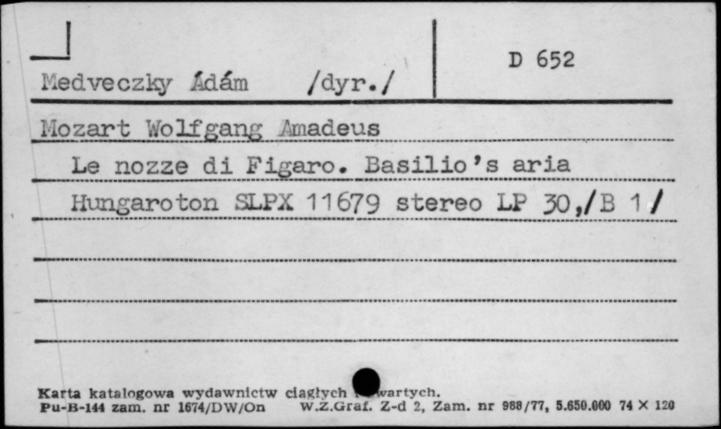 D 652
Medveczky Ádám /dyr./
Mozart Wolfgang Amadeus
Le nozze di Figaro. Basilio's aria
Hungaroton SLPX 11679 stereo LP 30,/B 1/
Karta katalogowa wydawnictw ciągłych wartych.
Pu-B-144 zam. nr 1674/DW/On W.Z.Graf. Z-d 2, Zam. nr 988/77, 5.650.000 74 X 120